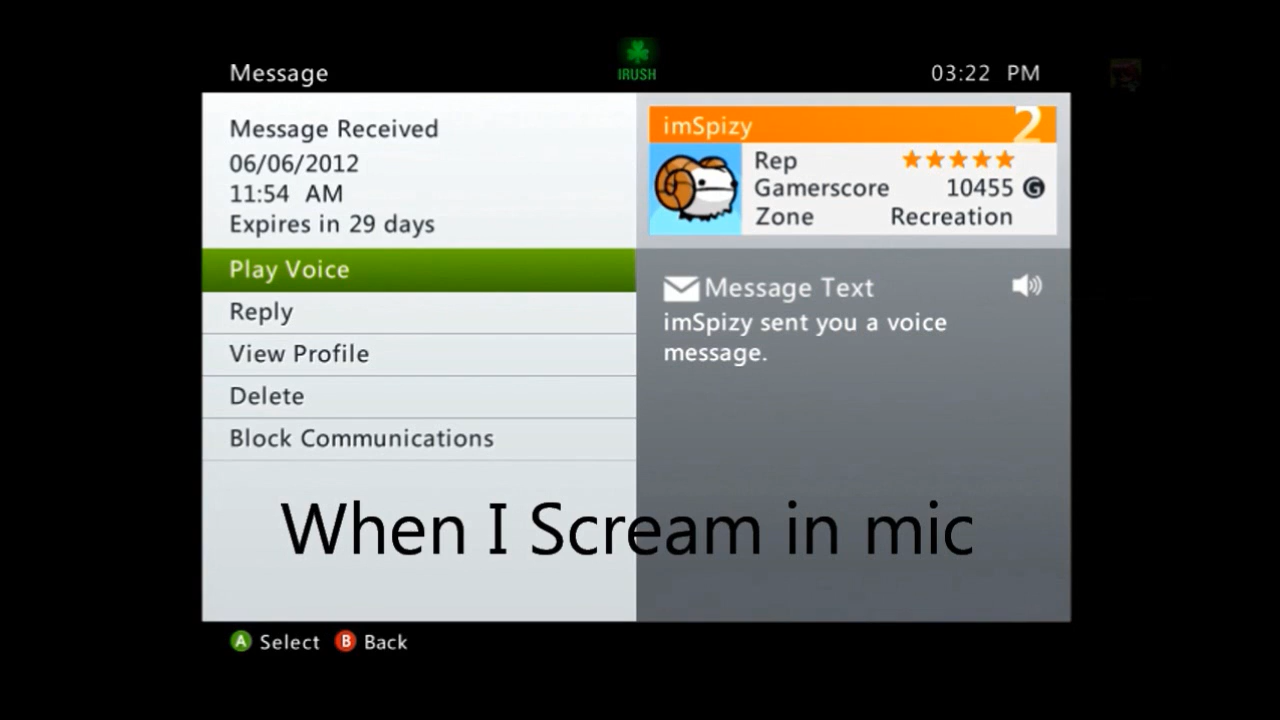 Message
IRUSH
03:22 PM
Message Received
06/06/2012
11:54 AM
Expires in 29 days
Play Voice
Reply
View Profile
Delete
Block Communications
imSpizy
2
Rep
Gamerscore 10455 G
Zone Recreation
Message Text
imSpizy sent you a voice
message.
When I Scream in mic
A Select B Back